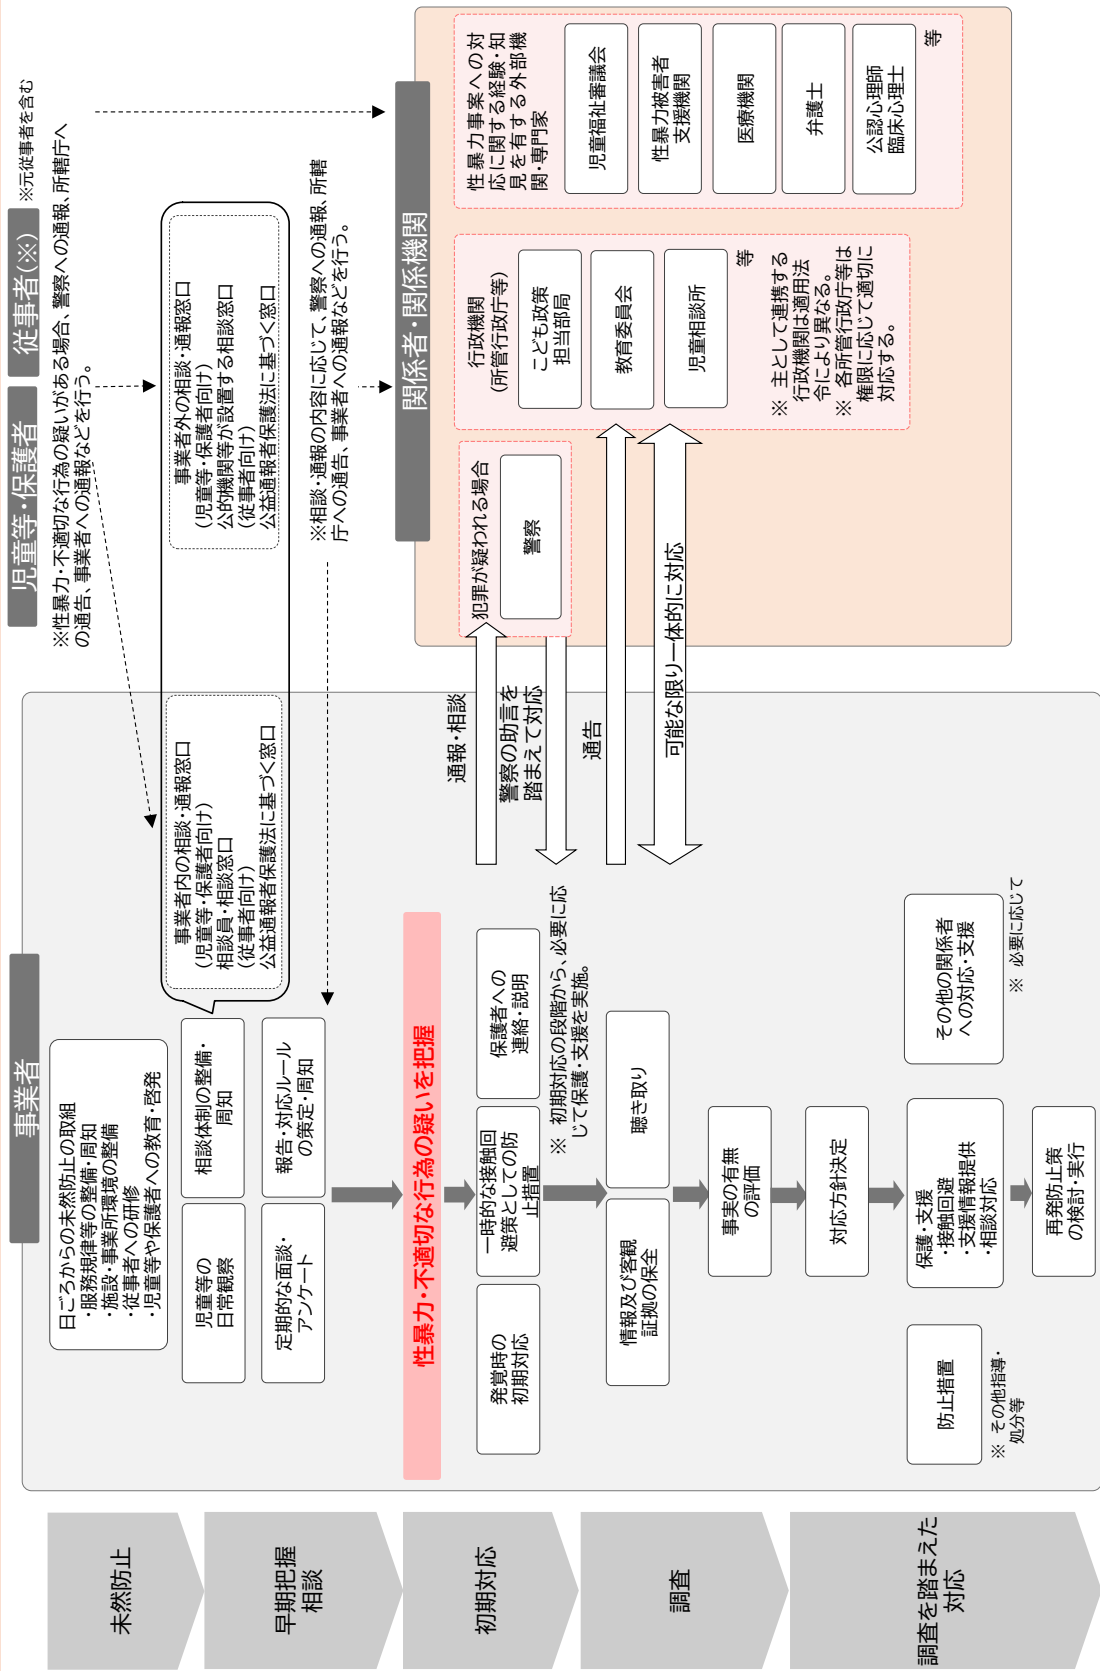 児童等・保護者
従事者(※)
※元従事者を含む
※性暴力・不適切な行為の疑いがある場合、警察への通報、所轄庁へ
の通告、事業者への通報などを行う。
事業者
未然防止
日ごろからの未然防止の取組
・服務規律等の整備・周知
・施設・事業所環境の整備
・従事者への研修
・児童等や保護者への教育・啓発
早期把握
相談
児童等の
日常観察
相談体制の整備・
周知
定期的な面談・
アンケート
報告・対応ルール
の策定・周知
事業者内の相談・通報窓口
(児童等・保護者向け)
相談員・相談窓口
(従事者向け)
公益通報者保護法に基づく窓口
事業者外の相談・通報窓口
(児童等・保護者向け)
公的機関等が設置する相談窓口
(従事者向け)
公益通報者保護法に基づく窓口
※相談・通報の内容に応じて、警察への通報、所轄
庁への通告、事業者への通報などを行う。
性暴力・不適切な行為の疑いを把握
初期対応
発覚時の
初期対応
一時的な接触回
避策としての防
止措置
保護者への
連絡・説明
※ 初期対応の段階から、必要に応
じて保護・支援を実施。
調査
情報及び客観
証拠の保全
聴き取り
事実の有無
の評価
調査を踏まえた
対応
対応方針決定
防止措置
※ その他指導・
処分等
保護・支援
・接触回避
・支援情報提供
・相談対応
その他の関係者
への対応・支援
※ 必要に応じて
再発防止策
の検討・実行
通報・相談
警察の助言を
踏まえて対応
通告
可能な限り一体的に対応
関係者・関係機関
犯罪が疑われる場合
警察
行政機関
(所管行政庁等)
こども政策
担当部局
教育委員会
児童相談所
等
※ 主として連携する
行政機関は適用法
令により異なる。
※ 各所管行政庁等は
権限に応じて適切に
対応する。
性暴力事案への対
応に関する経験・知
見を有する外部機
関・専門家
児童福祉審議会
性暴力被害者
支援機関
医療機関
弁護士
公認心理師
臨床心理士
等